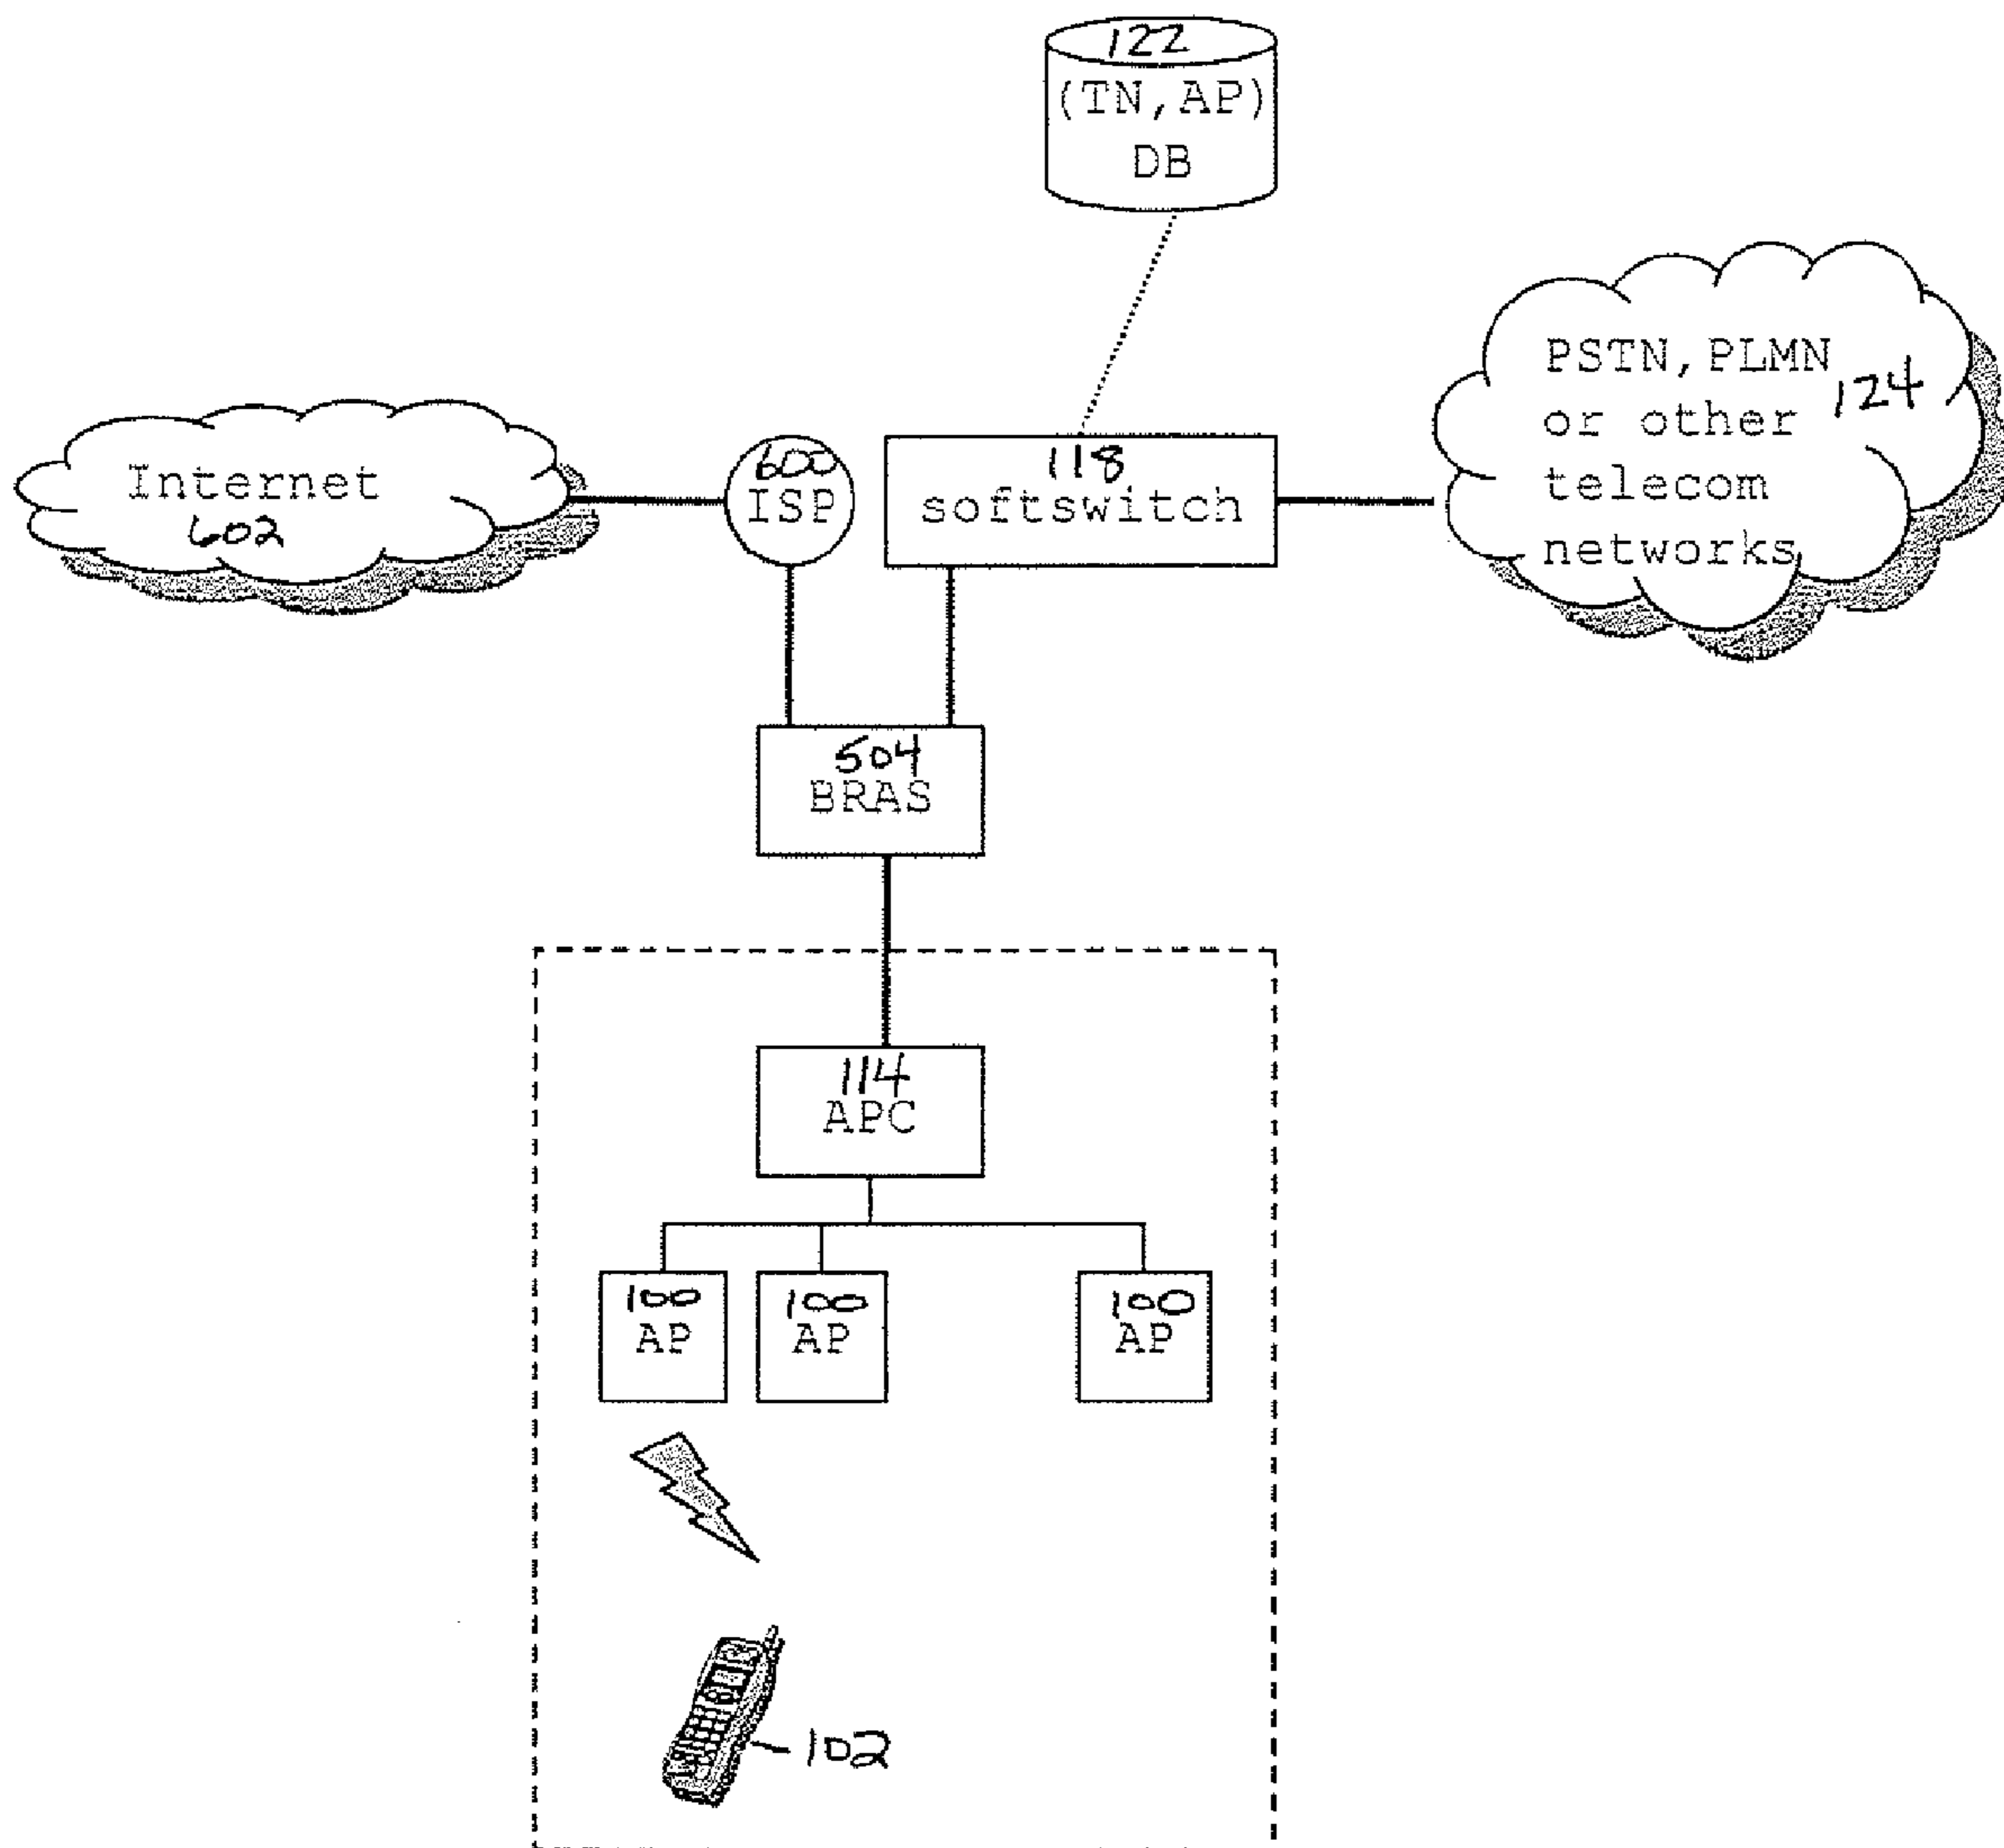 122
(TN,AP)
DB
PSTN,PLMN
124
or other
telecom
networks
Internet
602
600
ISP
118
softswitch
504
BRAS
114
APC
100
AP
100
AP
100
AP
102